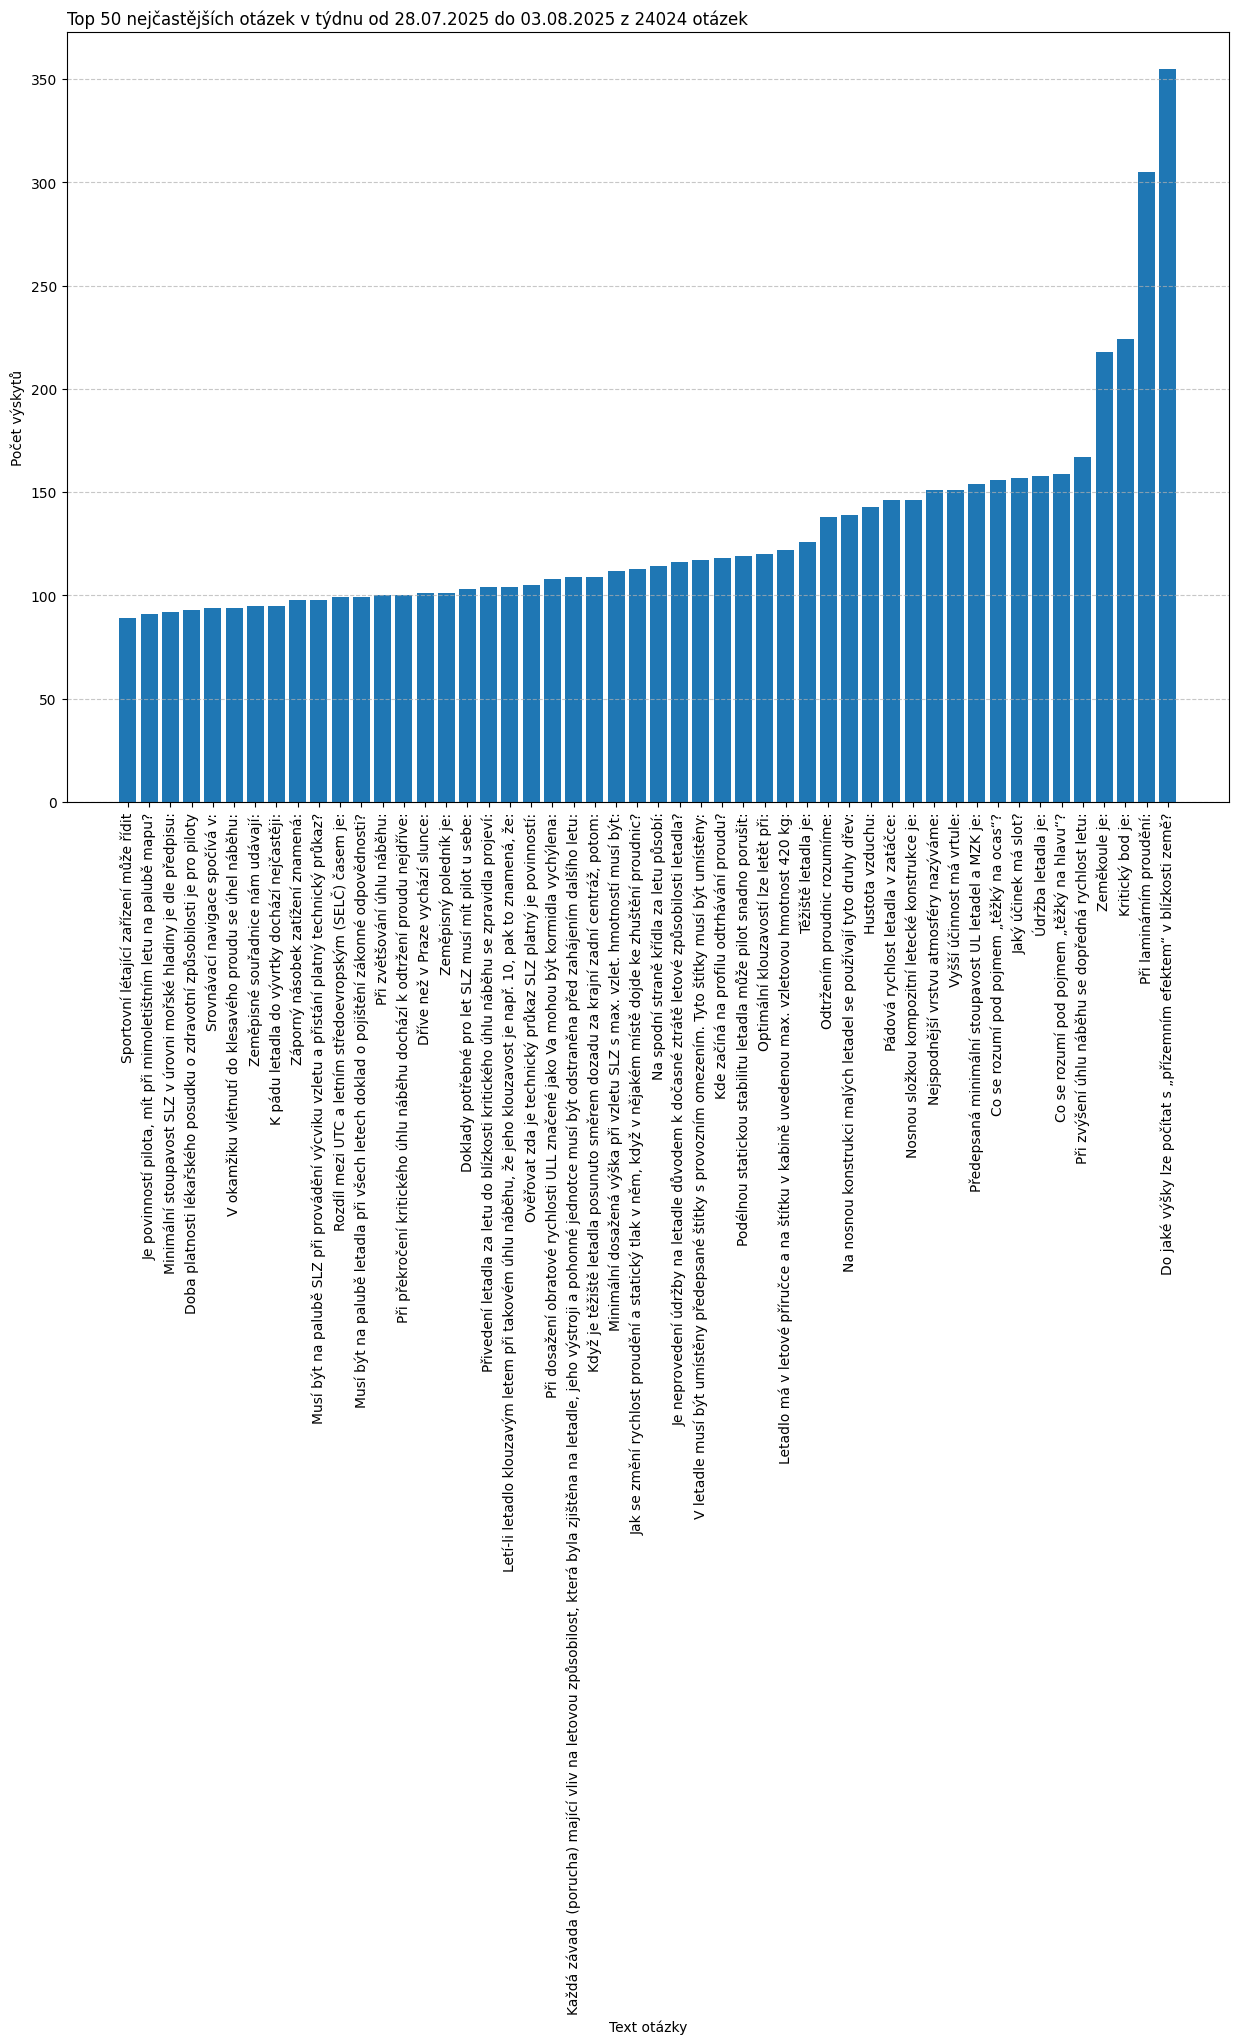 Top 50 nejčastějších otázek v týdnu od 28.07.2025 do 03.08.2025 z 24024 otázek
Počet výskytů
350
300
250
200
150
100
50
0
Sportovní létající zařízení může řídit
Je povinností pilota, mít při mimoletištním letu na palubě mapu?
Minimální stoupavost SLZ v úrovni mořské hladiny je dle předpisu:
Doba platnosti lékařského posudku o zdravotní způsobilosti je pro piloty
Srovnávací navigace spočívá v:
V okamžiku vlétnutí do klesavého proudu se úhel náběhu:
Zeměpisné souřadnice nám udávají:
K pádu letadla do vývrtky dochází nejčastěji:
Záporný násobek zatížení znamená:
Musí být na palubě SLZ při provádění výcviku vzletu a přistání platný technický průkaz?
Rozdíl mezi UTC a letním středoevropským (SELČ) časem je:
Musí být na palubě letadla při všech letech doklad o pojištění zákonné odpovědnosti?
Při zvětšování úhlu náběhu:
Při překročení kritického úhlu náběhu dochází k odtržení proudu nejdříve:
Dříve než v Praze vychází slunce:
Zeměpisný poledník je:
Doklady potřebné pro let SLZ musí mít pilot u sebe:
Přivedení letadla za letu do blízkosti kritického úhlu náběhu se zpravidla projeví:
Letí-li letadlo klouzavým letem při takovém úhlu náběhu, že jeho klouzavost je např. 10, pak to znamená, že:
Ověřovat zda je technický průkaz SLZ platný je povinností:
Při dosažení obratové rychlosti ULL značené jako Va mohou být kormidla vychýlena:
Každá závada (porucha) mající vliv na letovou způsobilost, která byla zjištěna na letadle, jeho výstroji a pohonné jednotce musí být odstraněna před zahájením dalšího letu:
Když je těžiště letadla posunuto směrem dozadu za krajní zadní centráž, potom:
Minimální dosažená výška při vzletu SLZ s max. vzlet. hmotností musí být:
Jak se změní rychlost proudění a statický tlak v něm, když v nějakém místě dojde ke zhuštění proudnic?
Na spodní straně křídla za letu působí:
Je neprovedení údržby na letadle důvodem k dočasné ztrátě letové způsobilosti letadla?
V letadle musí být umístěny předepsané štítky s provozním omezením. Tyto štítky musí být umístěny:
Kde začíná na profilu odtrhávání proudu?
Podélnou statickou stabilitu letadla může pilot snadno porušit:
Optimální klouzavostí lze letět při:
Letadlo má v letové příručce a na štítku v kabině uvedenou max. vzletovou hmotnost 420 kg:
Těžiště letadla je:
Odtržením proudnic rozumíme:
Na nosnou konstrukci malých letadel se používají tyto druhy dřev:
Hustota vzduchu:
Pádová rychlost letadla v zatáčce:
Nosnou složkou kompozitní letecké konstrukce je:
Nejspodnější vrstvu atmosféry nazýváme:
Vyšší účinnost má vrtule:
Předepsaná minimální stoupavost UL letadel a MZK je:
Co se rozumí pod pojmem „těžký na ocas“?
Jaký účinek má slot?
Údržba letadla je:
Co se rozumí pod pojmem „těžký na hlavu“?
Při zvýšení úhlu náběhu se dopředná rychlost letu:
Zeměkoule je:
Kritický bod je:
Při laminárním proudění:
Do jaké výšky lze počítat s „přízemním efektem“ v blízkosti země?
Text otázky